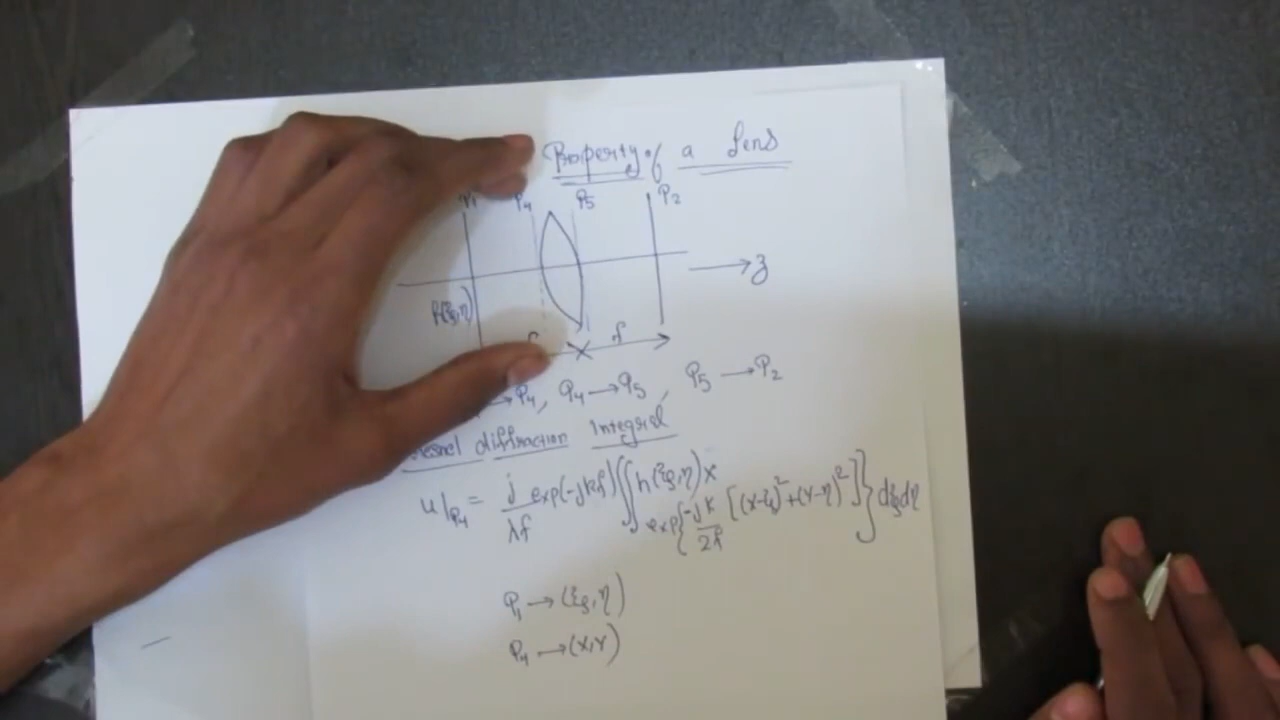 Property of a Lens
P4 P5 P2
z
f
→P4, P4→P5, P5→P2
diffraction Integral
u|P4 = j/λf exp(-jkf) ∬ h(ξ,η) x
exp{-jk/2f [(x-ξ)²+(y-η)²]} dξdη
P1 → (ξ,η)
P4 → (x,y)